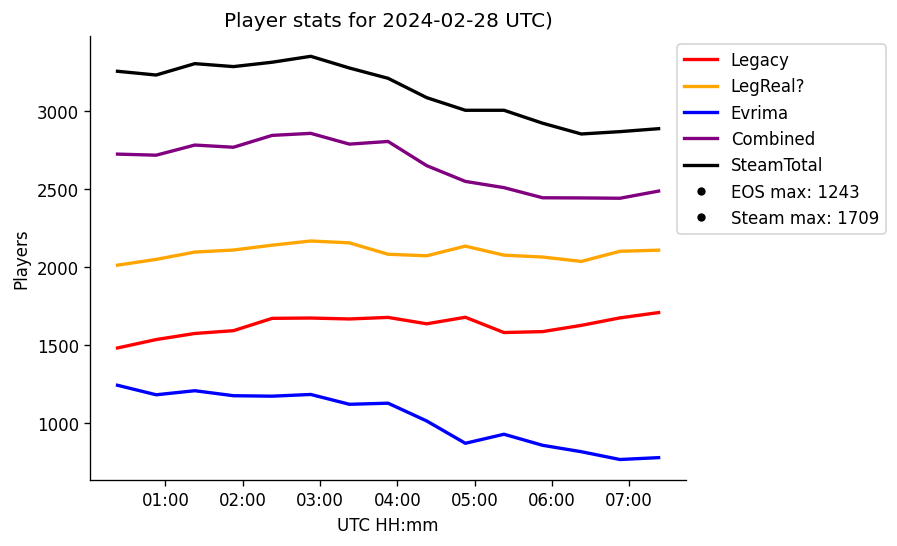 Player stats for 2024-02-28 UTC)
Legacy
LegReal?
Evrima
Combined
SteamTotal
EOS max: 1243
Steam max: 1709
Players
3000
2500
2000
1500
1000
01:00 02:00 03:00 04:00 05:00 06:00 07:00
UTC HH:mm